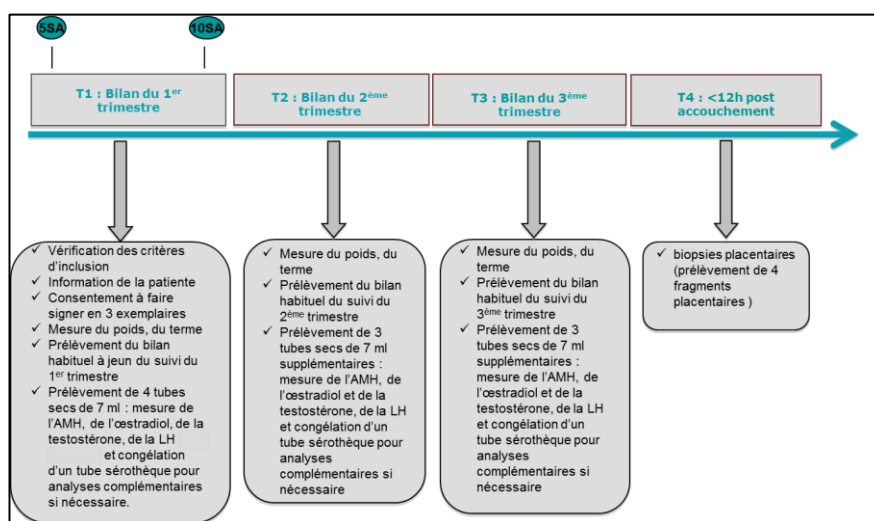 5SA
10SA
T1 : Bilan du 1er
trimestre
T2 : Bilan du 2ème
trimestre
T3 : Bilan du 3ème
trimestre
T4 : <12h post
accouchement
✓ Vérification des critères
d'inclusion
✓ Information de la patiente
✓ Consentement à faire
signer en 3 exemplaires
✓ Mesure du poids, du terme
✓ Prélèvement du bilan
habituel à jeun du suivi du
1er trimestre
✓ Prélèvement de 4 tubes
secs de 7 ml : mesure de
l'AMH, de l'œstradiol, de la
testostérone, de la LH
et congélation
d'un tube sérothèque pour
analyses complémentaires
si nécessaire.
✓ Mesure du poids, du
terme
✓ Prélèvement du bilan
habituel du suivi du
2ème trimestre
✓ Prélèvement de 3
tubes secs de 7 ml
supplémentaires :
mesure de l'AMH, de
l'œstradiol et de la
testostérone, de la LH
et congélation d'un
tube sérothèque pour
analyses
complémentaires si
nécessaire
✓ Mesure du poids, du
terme
✓ Prélèvement du bilan
habituel du suivi du
3ème trimestre
✓ Prélèvement de 3
tubes secs de 7 ml
supplémentaires :
mesure de l'AMH, de
l'œstradiol et de la
testostérone, de la LH
et congélation d'un
tube sérothèque pour
analyses
complémentaires si
nécessaire
✓ biopsies placentaires
(prélèvement de 4
fragments
placentaires )